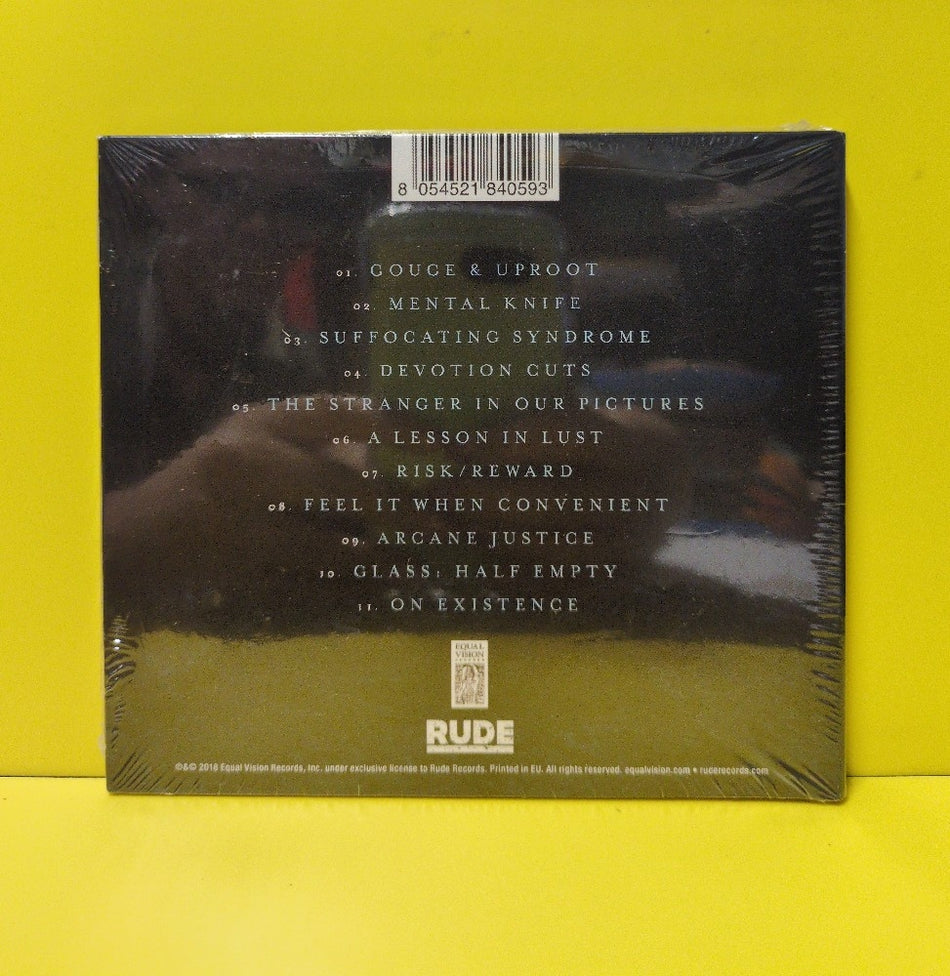 8 054521 840593
01. GOUGE & UPROOT
02. MENTAL KNIFE
03. SUFFOCATING SYNDROME
04. DEVOTION CUTS
05. THE STRANGER IN OUR PICTURES
06. A LESSON IN LUST
07. RISK/REWARD
08. FEEL IT WHEN CONVENIENT
09. ARCANE JUSTICE
10. GLASS: HALF EMPTY
11. ON EXISTENCE
EQUAL
VISION
RECORDS
RUDE
℗&© 2018 Equal Vision Records, Inc. under exclusive license to Rude Records. Printed in EU. All rights reserved. equalvision.com • ruderecords.com